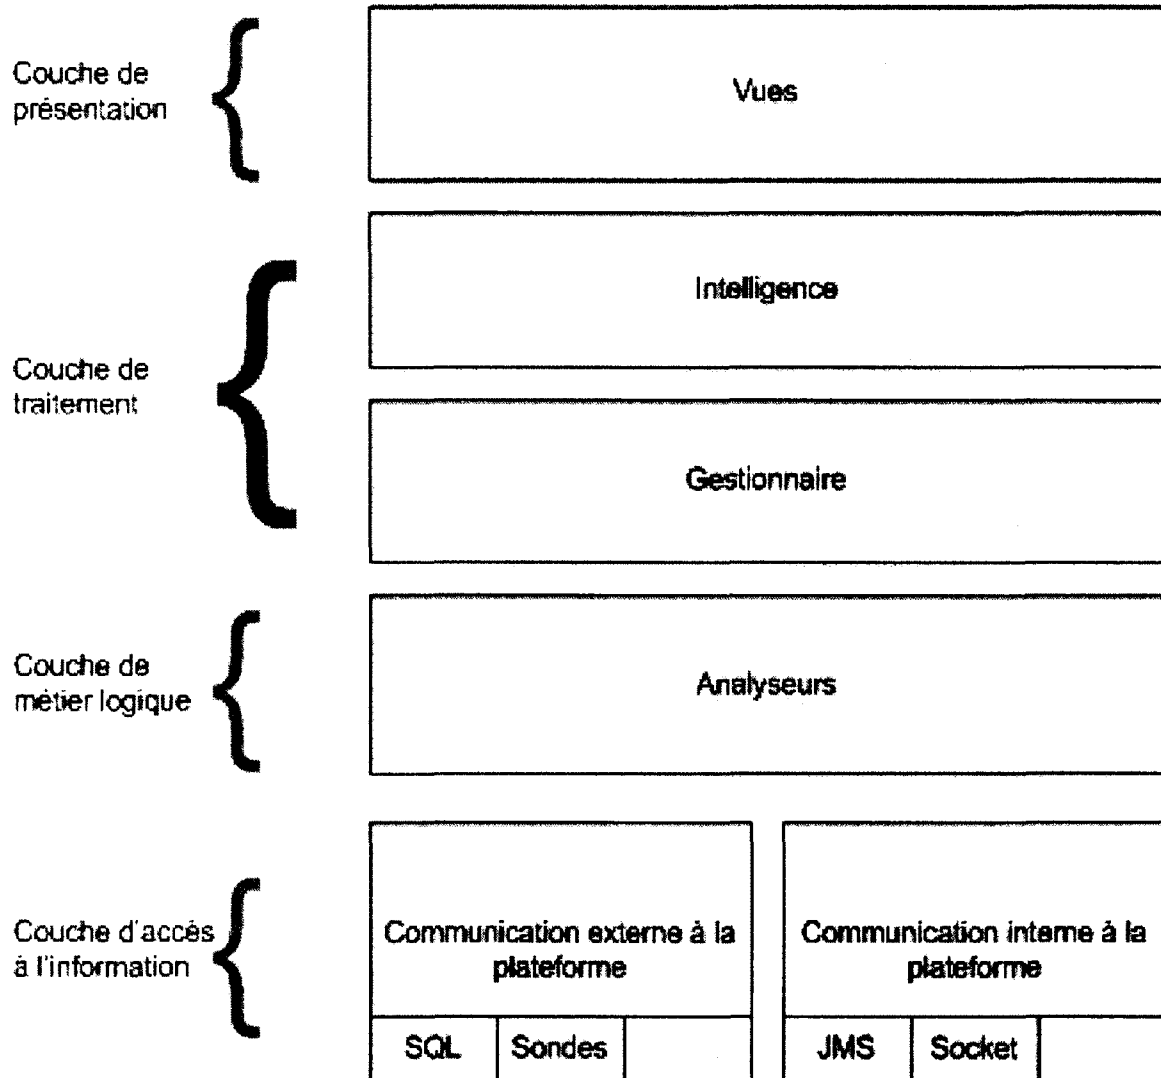 Couche de
présentation
Vues
Intelligence
Couche de
traitement
Gestionnaire
Couche de
métier logique
Analyseurs
Couche d'accès
à l'information
Communication externe à la
plateforme
Communication interne à la
plateforme
SQL
Sondes
JMS
Socket